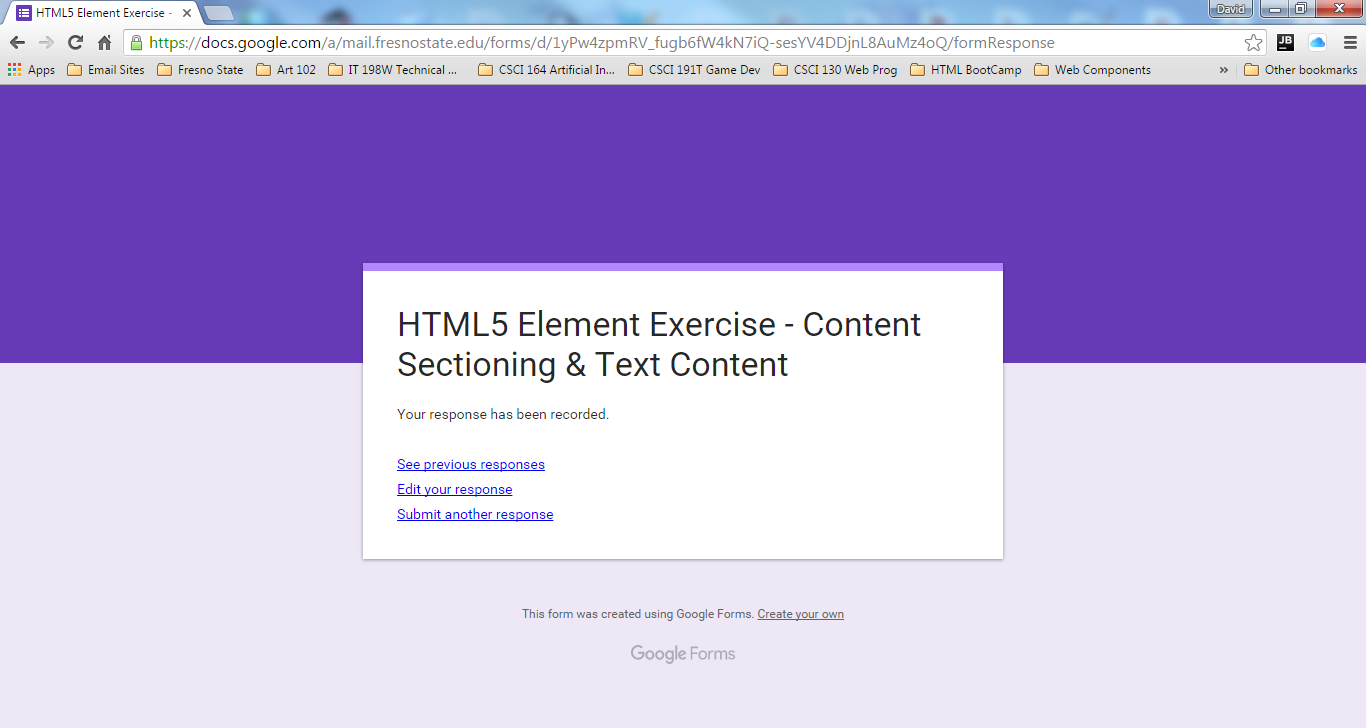 HTML5 Element Exercise -
David
https://docs.google.com/a/mail.fresnostate.edu/forms/d/1yPw4zpmRV_fugb6fW4kN7iQ-sesYV4DDjnL8AuMz4oQ/formResponse
JB
Apps Email Sites Fresno State Art 102 IT 198W Technical ... CSCI 164 Artificial In... CSCI 191T Game Dev CSCI 130 Web Prog HTML BootCamp Web Components » Other bookmarks
HTML5 Element Exercise - Content
Sectioning & Text Content
Your response has been recorded.
See previous responses
Edit your response
Submit another response
This form was created using Google Forms. Create your own
Google Forms